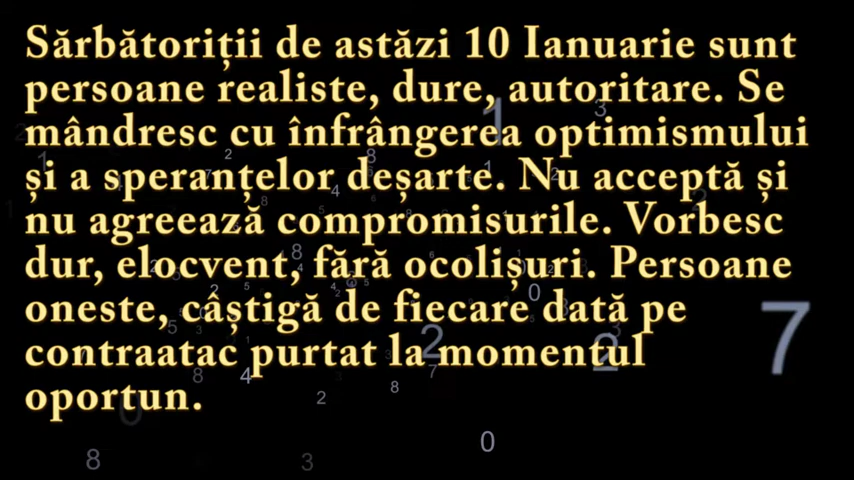 Sărbătoriții de astăzi 10 Ianuarie sunt
persoane realiste, dure, autoritare. Se
mândresc cu înfrângerea optimismului
și a speranțelor deșarte. Nu acceptă și
nu agreează compromisurile. Vorbesc
dur, elocvent, fără ocolișuri. Persoane
oneste, câștigă de fiecare dată pe
contraatac purtat la momentul
oportun.